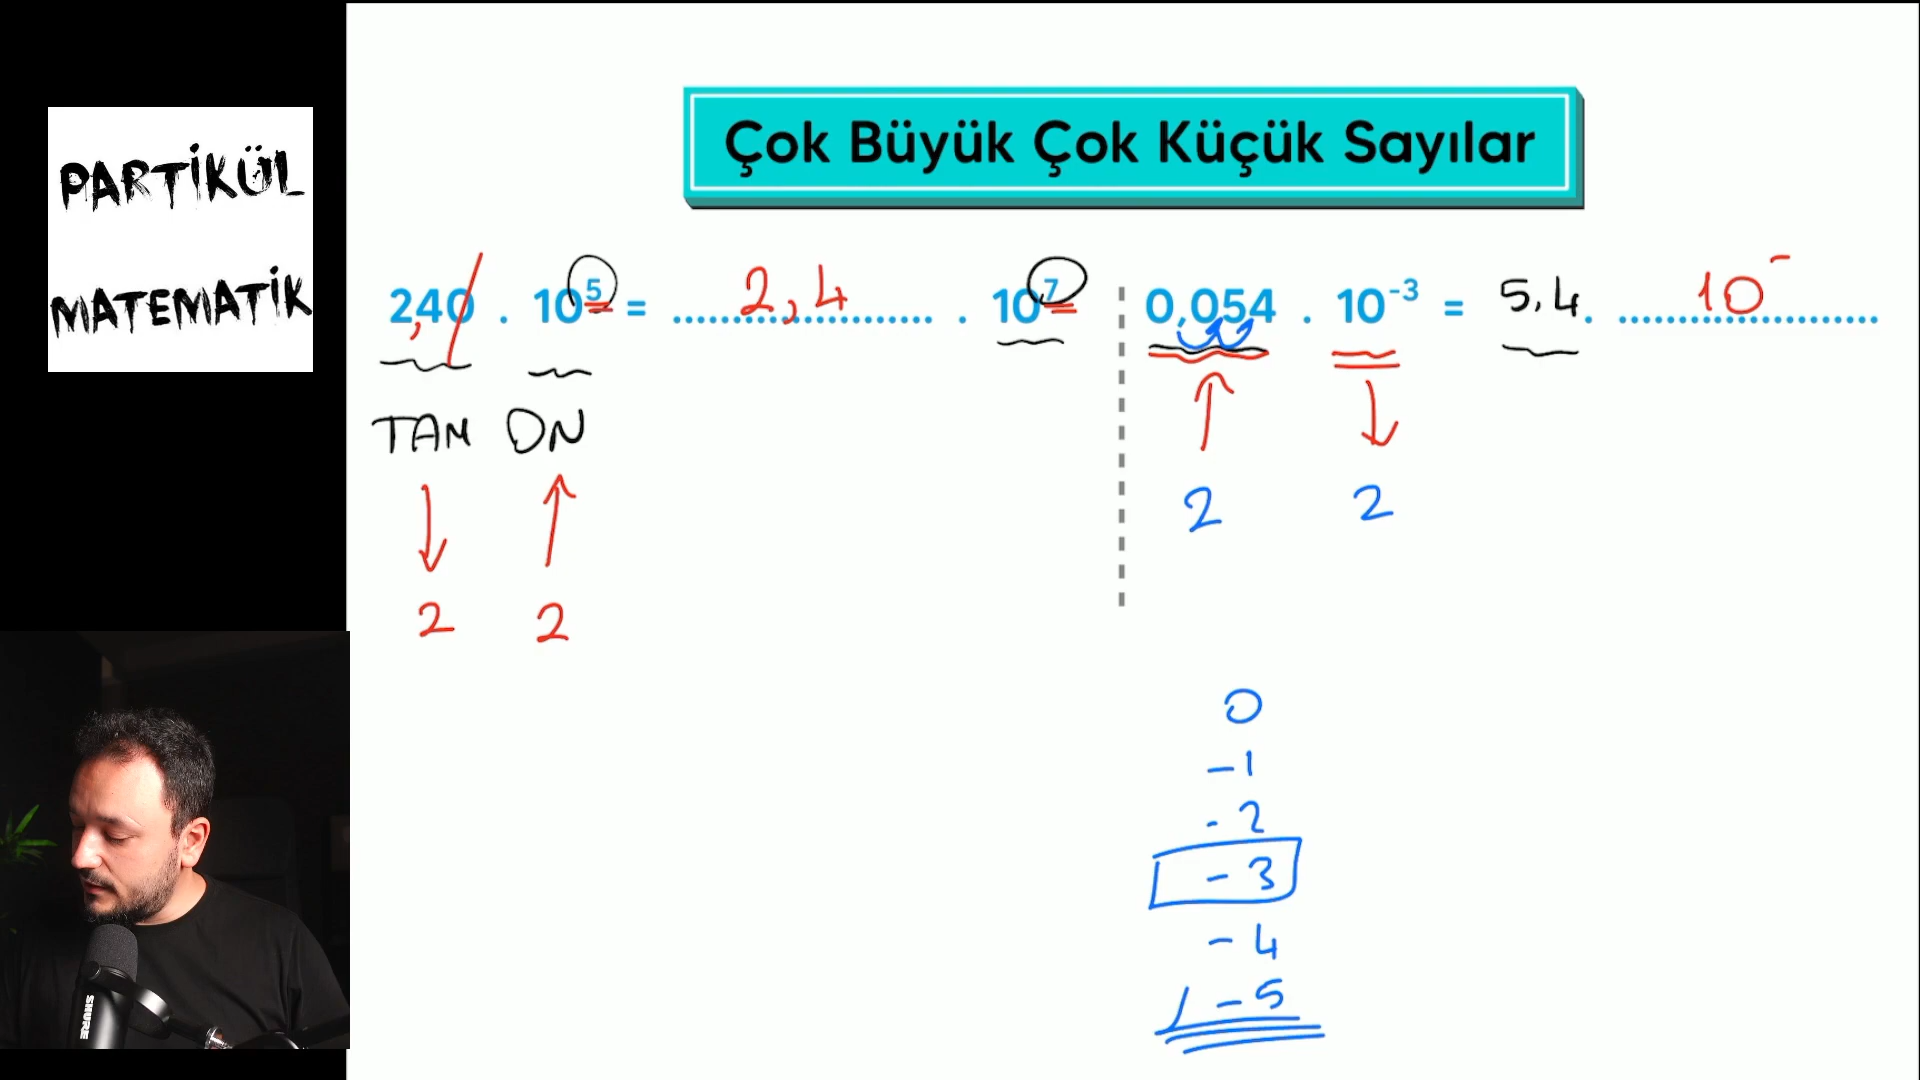 PARTİKÜL
MATEMATİK
Çok Büyük Çok Küçük Sayılar
240 . 10⁵ = 2,4 . 10⁷
0,054 . 10⁻³ = 5,4 . 10⁻
TAM ON
2 2
2 2
0
-1
-2
-3
-4
-5
SHURE